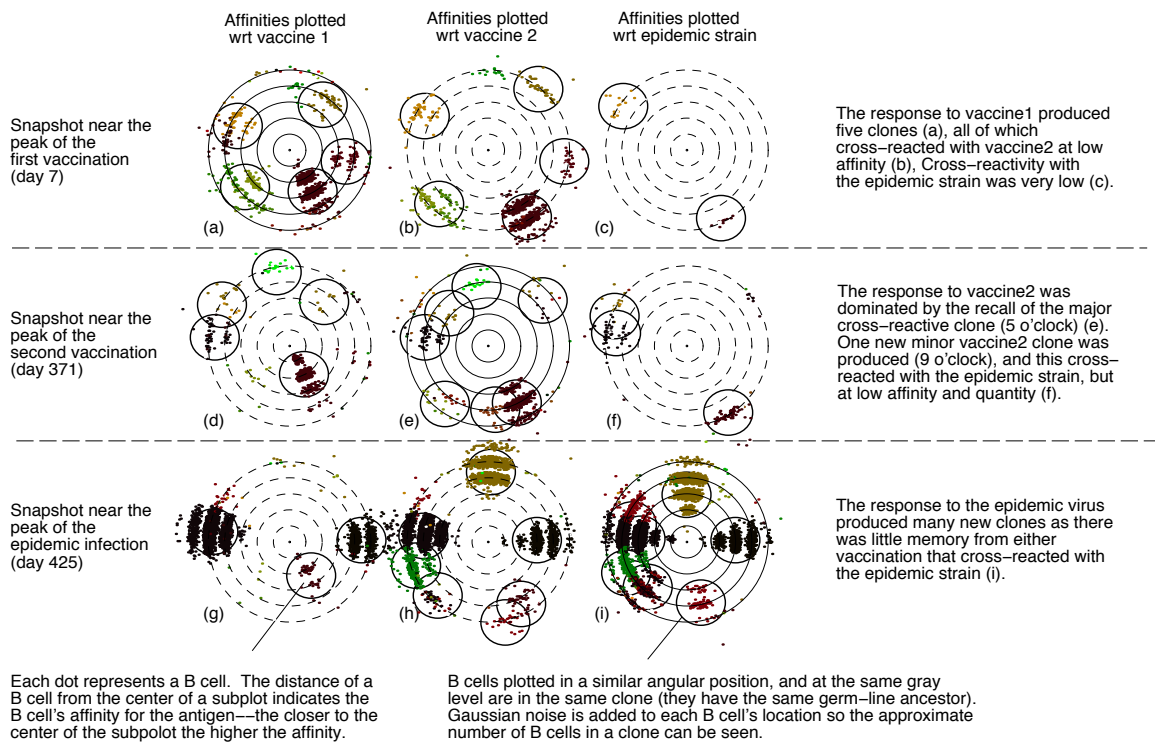 Affinities plotted
wrt vaccine 1
Affinities plotted
wrt vaccine 2
Affinities plotted
wrt epidemic strain
Snapshot near the
peak of the
first vaccination
(day 7)
(a)
(b)
(c)
The response to vaccine1 produced
five clones (a), all of which
cross−reacted with vaccine2 at low
affinity (b), Cross−reactivity with
the epidemic strain was very low (c).
Snapshot near the
peak of the
second vaccination
(day 371)
(d)
(e)
(f)
The response to vaccine2 was
dominated by the recall of the major
cross−reactive clone (5 o'clock) (e).
One new minor vaccine2 clone was
produced (9 o'clock), and this cross−
reacted with the epidemic strain, but
at low affinity and quantity (f).
Snapshot near the
peak of the
epidemic infection
(day 425)
(g)
(h)
(i)
The response to the epidemic virus
produced many new clones as there
was little memory from either
vaccination that cross−reacted with
the epidemic strain (i).
Each dot represents a B cell. The distance of a
B cell from the center of a subplot indicates the
B cell's affinity for the antigen−−the closer to the
center of the subpolot the higher the affinity.
B cells plotted in a similar angular position, and at the same gray
level are in the same clone (they have the same germ−line ancestor).
Gaussian noise is added to each B cell's location so the approximate
number of B cells in a clone can be seen.